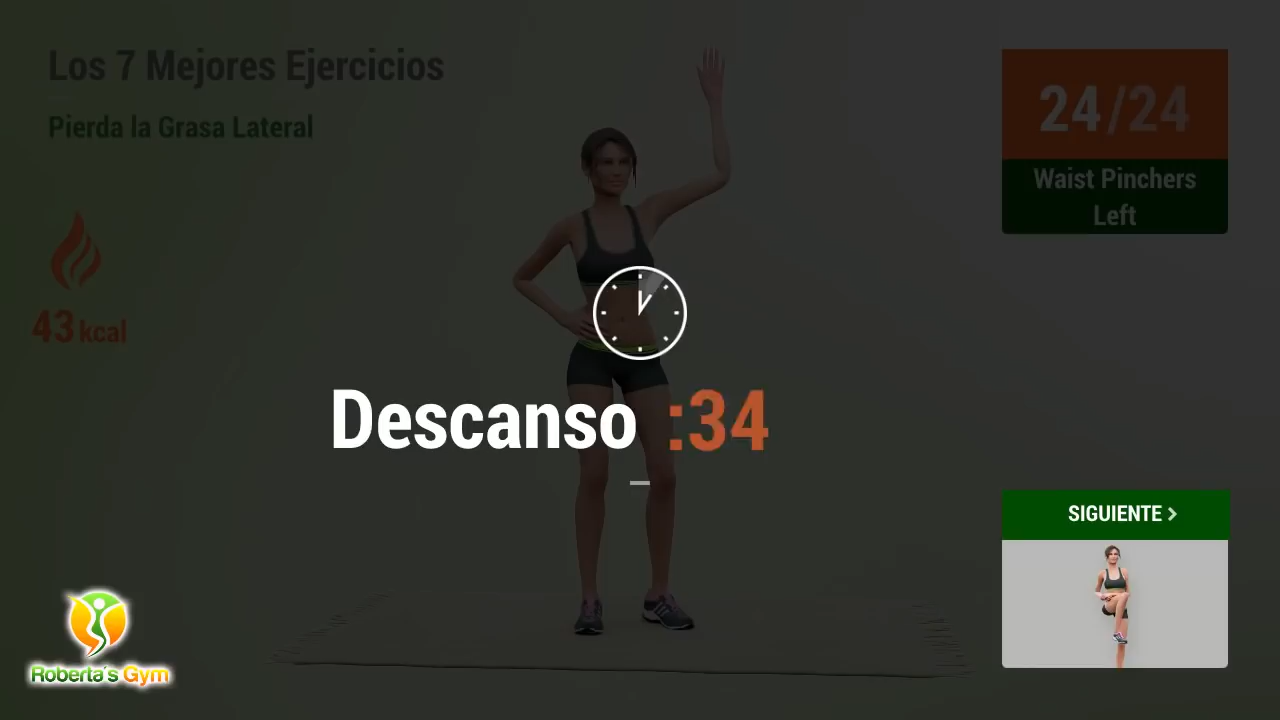 Los 7 Mejores Ejercicios
Pierda la Grasa Lateral
24/24
Waist Pinchers
Left
43 kcal
Descanso :34
SIGUIENTE >
Roberta's Gym